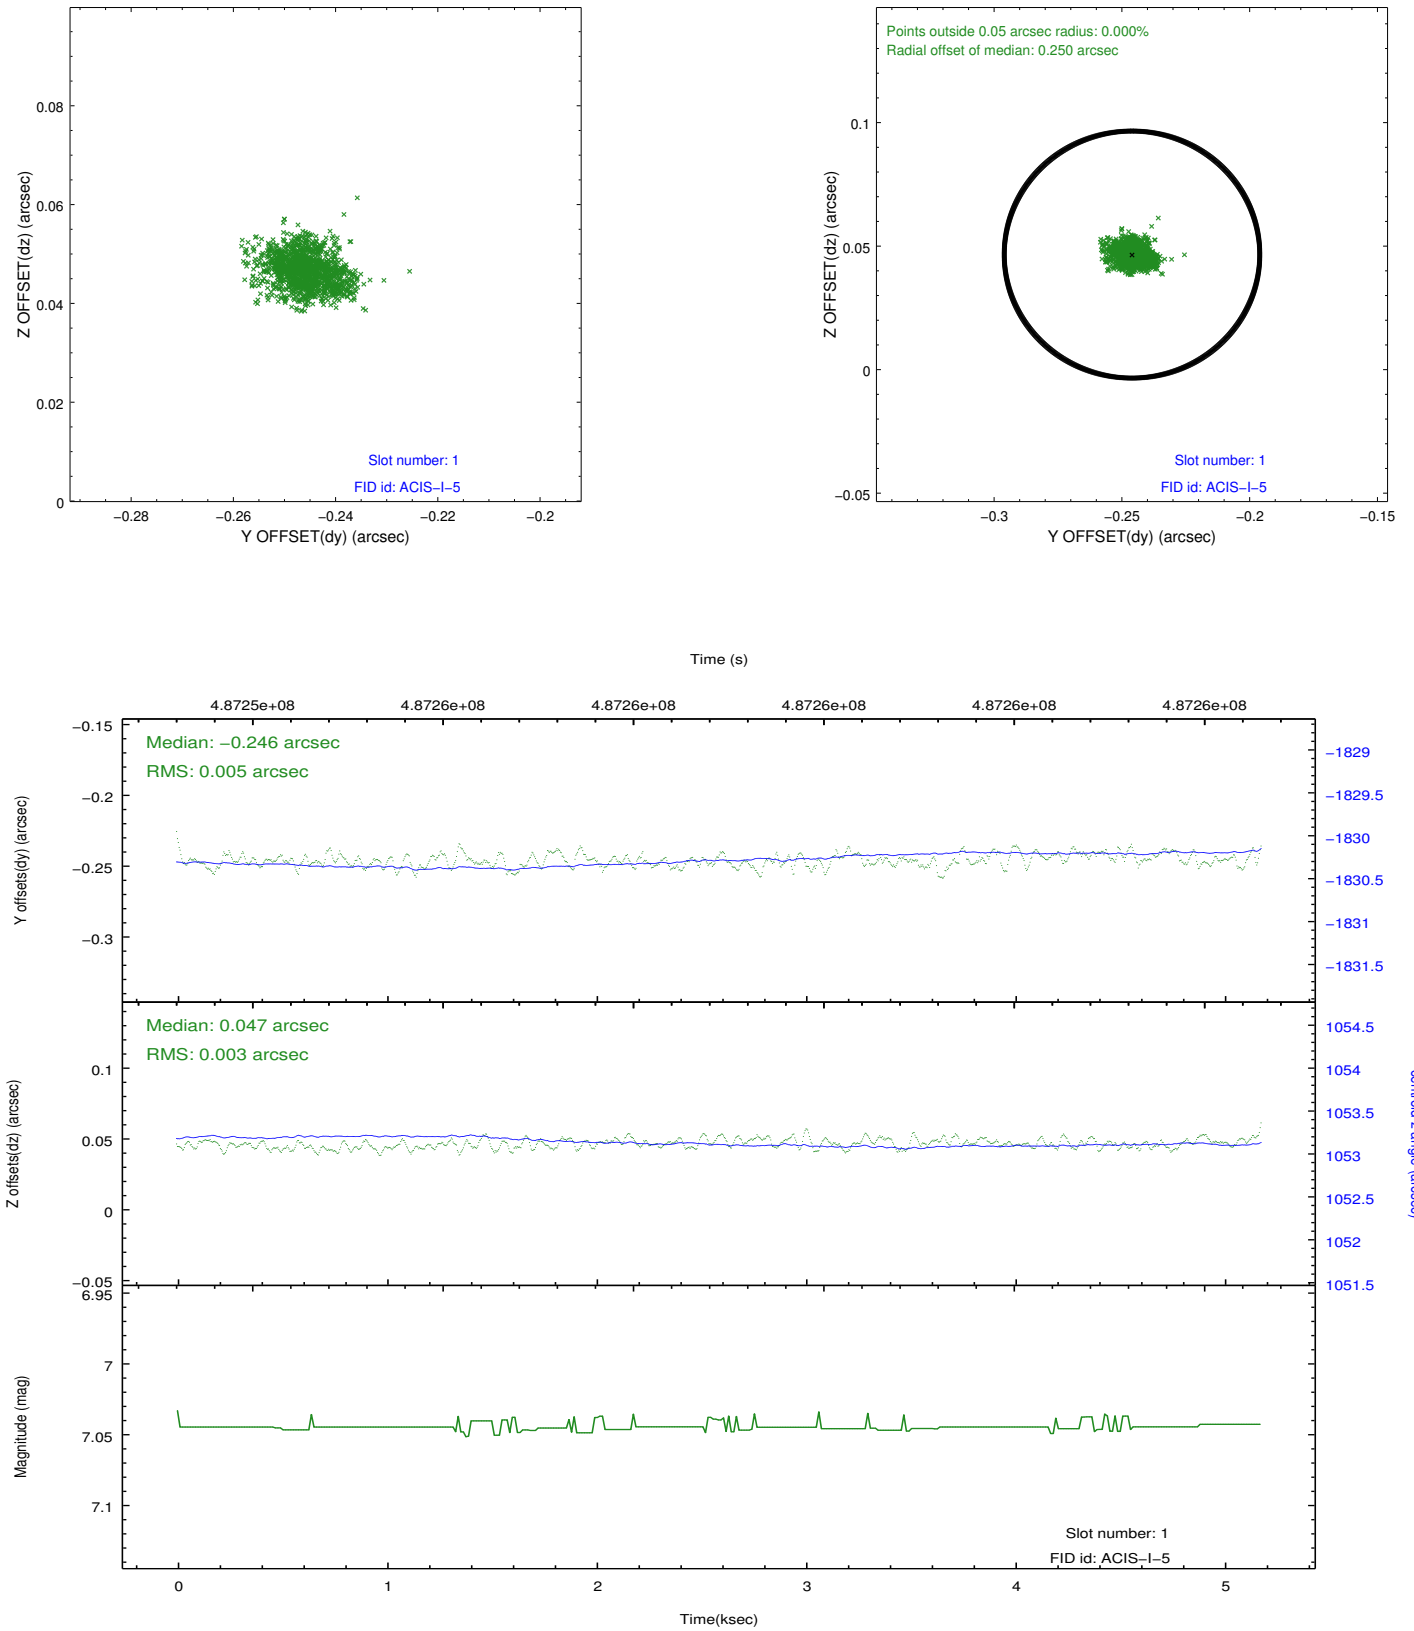 0.08
0.06
0.04
0.02
0
Z OFFSET(dz) (arcsec)
−0.28
−0.26
−0.24
−0.22
−0.2
Y OFFSET(dy) (arcsec)
Slot number: 1
FID id: ACIS−I−5
Points outside 0.05 arcsec radius: 0.000%
Radial offset of median: 0.250 arcsec
0.1
0.05
0
−0.05
Z OFFSET(dz) (arcsec)
−0.3
−0.25
−0.2
−0.15
Y OFFSET(dy) (arcsec)
Slot number: 1
FID id: ACIS−I−5
Time (s)
4.8725e+08
4.8726e+08
4.8726e+08
4.8726e+08
4.8726e+08
4.8726e+08
Median: −0.246 arcsec
RMS: 0.005 arcsec
−0.15
−0.2
−0.25
−0.3
Y offsets(dy) (arcsec)
−1829
−1829.5
−1830
−1830.5
−1831
−1831.5
Median: 0.047 arcsec
RMS: 0.003 arcsec
0.1
0.05
0
−0.05
Z offsets(dz) (arcsec)
1054.5
1054
1053.5
1053
1052.5
1052
1051.5
6.95
7
7.05
7.1
Magnitude (mag)
Slot number: 1
FID id: ACIS−I−5
0
1
2
3
4
5
Time(ksec)